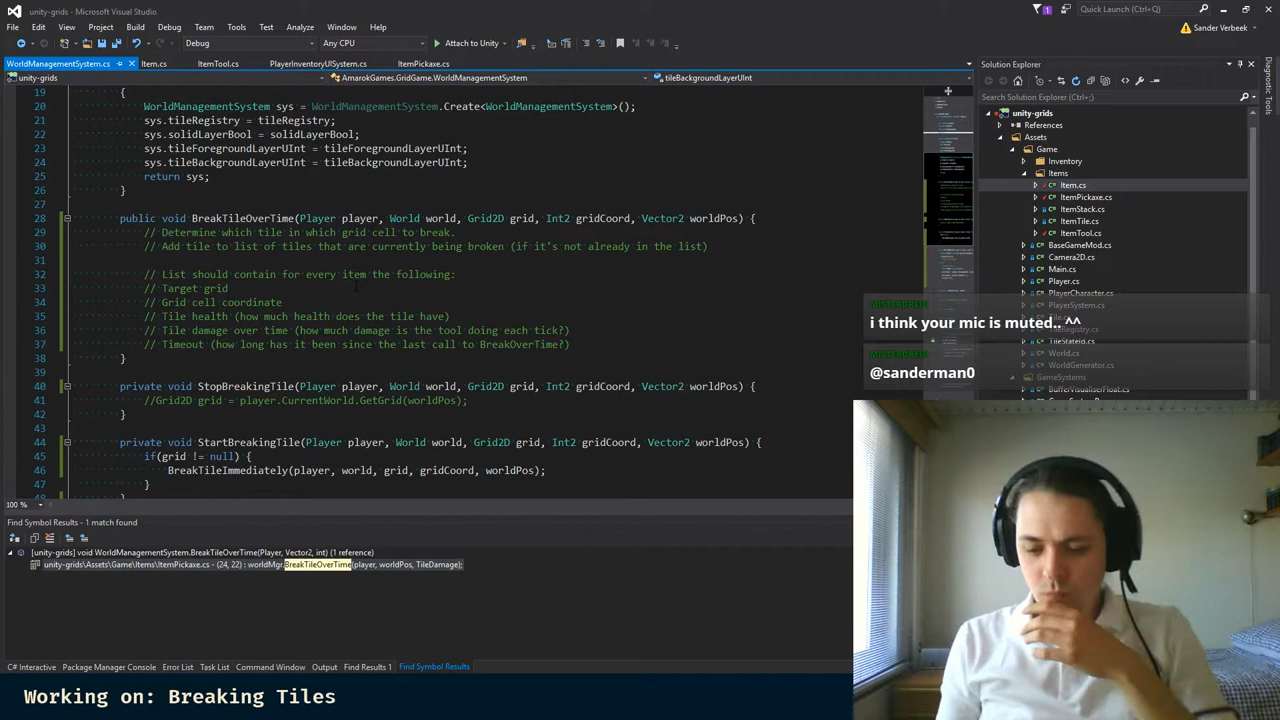 unity-grids - Microsoft Visual Studio
1
Quick Launch (Ctrl+Q)
File Edit View Project Build Debug Team Tools Test Analyze Window Help
Sander Verbeek
Debug Any CPU Attach to Unity
WorldManagementSystem.cs Item.cs ItemTool.cs PlayerInventoryUISystem.cs ItemPickaxe.cs
unity-grids AmarokGames.GridGame.WorldManagementSystem tileBackgroundLayerUInt
19 {
20 WorldManagementSystem sys = WorldManagementSystem.Create<WorldManagementSystem>();
21 sys.tileRegistry = tileRegistry;
22 sys.solidLayerBool = solidLayerBool;
23 sys.tileForegroundLayerUInt = tileForegroundLayerUInt;
24 sys.tileBackgroundLayerUInt = tileBackgroundLayerUInt;
25 return sys;
26 }
27
28 public void BreakTileOverTime(Player player, World world, Grid2D grid, Int2 gridCoord, Vector2 worldPos) {
29 // Determine which tile in which grid cell to break.
30 // Add tile to list of tiles that are currently being broken (if it's not already in the list)
31
32 // List should contain for every item the following:
33 // Target grid
34 // Grid cell coordinate
35 // Tile health (how much health does the tile have)
36 // Tile damage over time (how much damage is the tool doing each tick?)
37 // Timeout (how long has it been since the last call to BreakOverTime?)
38 }
39
40 private void StopBreakingTile(Player player, World world, Grid2D grid, Int2 gridCoord, Vector2 worldPos) {
41 //Grid2D grid = player.CurrentWorld.GetGrid(worldPos);
42 }
43
44 private void StartBreakingTile(Player player, World world, Grid2D grid, Int2 gridCoord, Vector2 worldPos) {
45 if(grid != null) {
46 BreakTileImmediately(player, world, grid, gridCoord, worldPos);
47 }
48 }
100 %
Solution Explorer
Search Solution Explorer (Ctrl+;)
unity-grids
References
Assets
Game
Inventory
Items
Item.cs
ItemPickaxe.cs
ItemStack.cs
ItemTile.cs
ItemTool.cs
BaseGameMod.cs
Camera2D.cs
Main.cs
Player.cs
PlayerCharacter.cs
PlayerSystem.cs
TileRegistry.cs
TileStateId.cs
World.cs
WorldGenerator.cs
GameSystems
BufferVisualiserFloat.cs
Diagnostic Tools
i think your mic is muted.. ^^
@sanderman0
Find Symbol Results - 1 match found
[unity-grids] void WorldManagementSystem.BreakTileOverTime(Player, Vector2, int) (1 reference)
unity-grids\Assets\Game\Items\ItemPickaxe.cs - (24, 22) : worldMgr.BreakTileOverTime(player, worldPos, TileDamage);
C# Interactive Package Manager Console Error List Task List Command Window Output Find Results 1 Find Symbol Results
Working on: Breaking Tiles